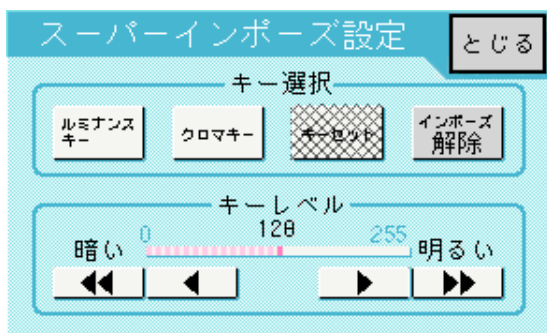 スーパーインポーズ設定
とじる
キー選択
ルミナンス
キー
クロマキー
キーセット
インポーズ
解除
キーレベル
0 128 255
暗い 明るい